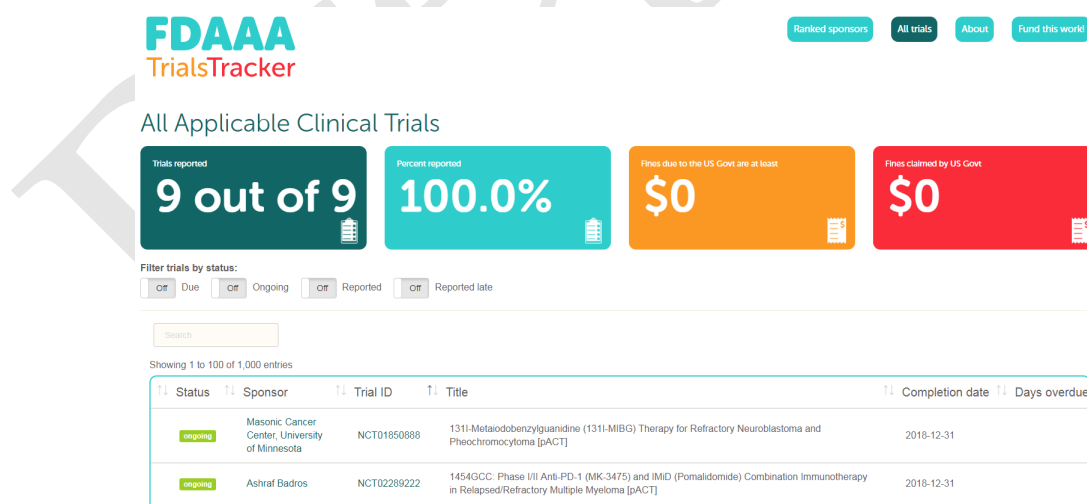 FDAAA
TrialsTracker
Ranked sponsors
All trials
About
Fund this work!
All Applicable Clinical Trials
Trials reported
9 out of 9
Percent reported
100.0%
Fines due to the US Govt are at least
$0
Fines claimed by US Govt
$0
Filter trials by status:
Off Due Off Ongoing Off Reported Off Reported late
Search
Showing 1 to 100 of 1,000 entries
Status Sponsor Trial ID Title Completion date Days overdue
ongoing
Masonic Cancer
Center, University
of Minnesota
NCT01850888
131I-Metaiodobenzylguanidine (131I-MIBG) Therapy for Refractory Neuroblastoma and
Pheochromocytoma [pACT]
2018-12-31
ongoing
Ashraf Badros
NCT02289222
1454GCC: Phase I/II Anti-PD-1 (MK-3475) and IMiD (Pomalidomide) Combination Immunotherapy
in Relapsed/Refractory Multiple Myeloma [pACT]
2018-12-31